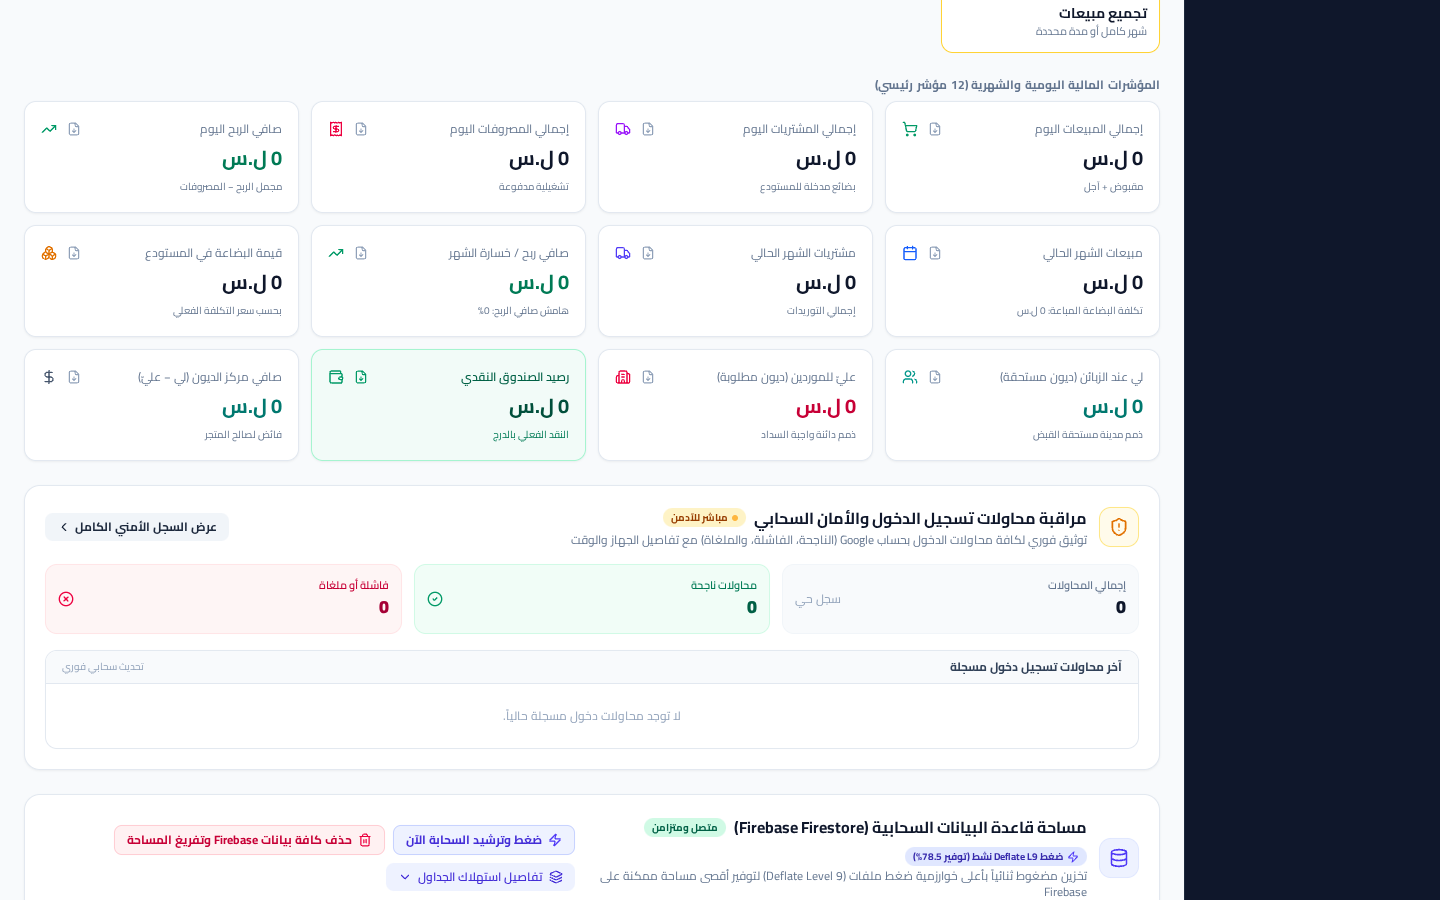 تجميع مبيعات
شهر كامل أو مدة محددة
المؤشرات المالية اليومية والشهرية (12 مؤشر رئيسي)
إجمالي المبيعات اليوم
0 ل.س
مقبوض + آجل
إجمالي المشتريات اليوم
0 ل.س
بضائع مدخلة للمستودع
إجمالي المصروفات اليوم
0 ل.س
تشغيلية مدفوعة
صافي الربح اليوم
0 ل.س
مجمل الربح − المصروفات
مبيعات الشهر الحالي
0 ل.س
تكلفة البضاعة المباعة: 0 ل.س
مشتريات الشهر الحالي
0 ل.س
إجمالي التوريدات
صافي ربح / خسارة الشهر
0 ل.س
هامش صافي الربح: 0%
قيمة البضاعة في المستودع
0 ل.س
بحسب سعر التكلفة الفعلي
لي عند الزبائن (ديون مستحقة)
0 ل.س
ذمم مدينة مستحقة القبض
عليّ للموردين (ديون مطلوبة)
0 ل.س
ذمم دائنة واجبة السداد
رصيد الصندوق النقدي
0 ل.س
النقد الفعلي بالدرج
صافي مركز الديون (لي − عليّ)
0 ل.س
فائض لصالح المتجر
مراقبة محاولات تسجيل الدخول والأمان السحابي
مباشر للأدمن
توثيق فوري لكافة محاولات الدخول بحساب Google (الناجحة، الفاشلة، والملغاة) مع تفاصيل الجهاز والوقت
عرض السجل الأمني الكامل
إجمالي المحاولات
0
سجل حي
محاولات ناجحة
0
فاشلة أو ملغاة
0
آخر محاولات تسجيل دخول مسجلة
تحديث سحابي فوري
لا توجد محاولات دخول مسجلة حالياً.
مساحة قاعدة البيانات السحابية (Firebase Firestore)
متصل ومتزامن
ضغط Deflate L9 نشط (توفير 78.5%)
تخزين مضغوط ثنائياً بأعلى خوارزمية ضغط ملفات (Deflate Level 9) لتوفير أقصى مساحة ممكنة على
Firebase
ضغط وترشيد السحابة الآن
حذف كافة بيانات Firebase وتفريغ المساحة
تفاصيل استهلاك الجداول